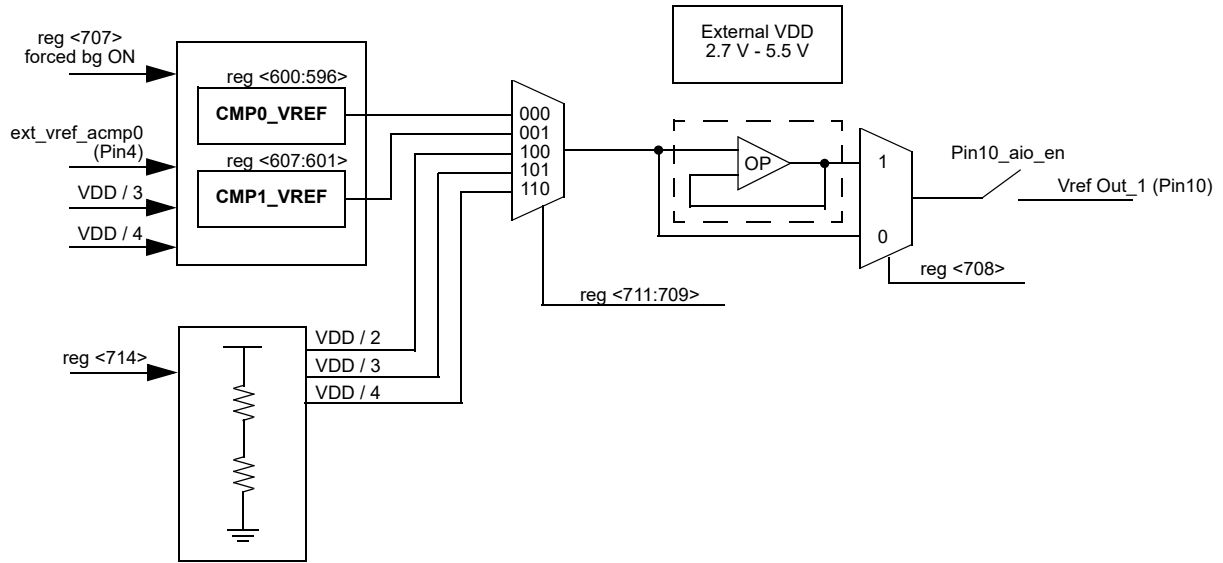 reg <707>
forced bg ON
ext_vref_acmp0
(Pin4)
VDD / 3
VDD / 4
reg <600:596>
CMP0_VREF
reg <607:601>
CMP1_VREF
reg <714>
VDD / 2
VDD / 3
VDD / 4
000
001
100
101
110
reg <711:709>
External VDD
2.7 V - 5.5 V
OP
1
0
reg <708>
Pin10_aio_en
Vref Out_1 (Pin10)